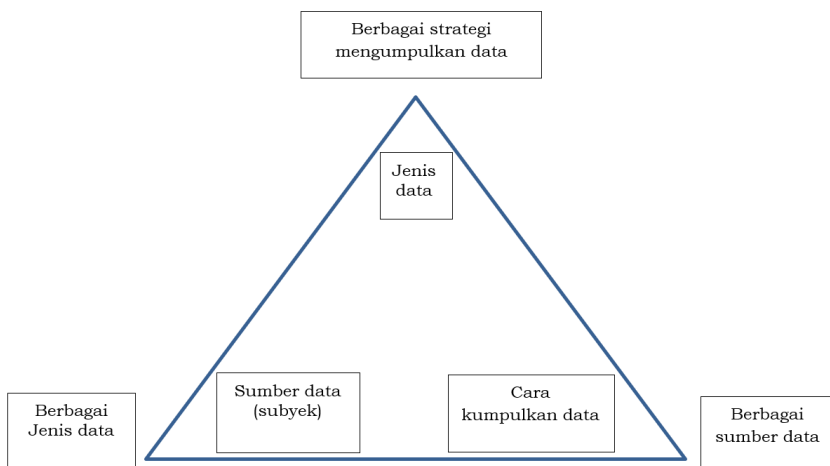 Berbagai strategi
mengumpulkan data
Jenis
data
Sumber data
(subyek)
Cara
kumpulkan data
Berbagai
Jenis data
Berbagai
sumber data